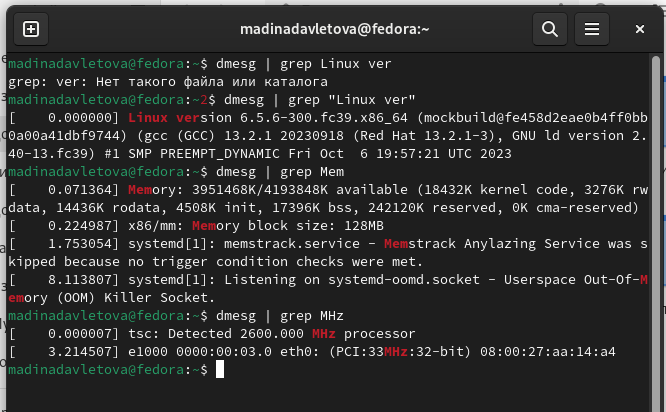 madinadavletova@fedora:~
madinadavletova@fedora:~$ dmesg | grep Linux ver
grep: ver: Нет такого файла или каталога
madinadavletova@fedora:~2$ dmesg | grep "Linux ver"
[    0.000000] Linux version 6.5.6-300.fc39.x86_64 (mockbuild@fe458d2eae0b4ff0bb
0a00a41dbf9744) (gcc (GCC) 13.2.1 20230918 (Red Hat 13.2.1-3), GNU ld version 2.
40-13.fc39) #1 SMP PREEMPT_DYNAMIC Fri Oct  6 19:57:21 UTC 2023
madinadavletova@fedora:~$ dmesg | grep Mem
[    0.071364] Memory: 3951468K/4193848K available (18432K kernel code, 3276K rw
data, 14436K rodata, 4508K init, 17396K bss, 242120K reserved, 0K cma-reserved)
[    0.224987] x86/mm: Memory block size: 128MB
[    1.753054] systemd[1]: memstrack.service - Memstrack Anylazing Service was s
kipped because no trigger condition checks were met.
[    8.113807] systemd[1]: Listening on systemd-oomd.socket - Userspace Out-Of-M
emory (OOM) Killer Socket.
madinadavletova@fedora:~$ dmesg | grep MHz
[    0.000007] tsc: Detected 2600.000 MHz processor
[    3.214507] e1000 0000:00:03.0 eth0: (PCI:33MHz:32-bit) 08:00:27:aa:14:a4
madinadavletova@fedora:~$